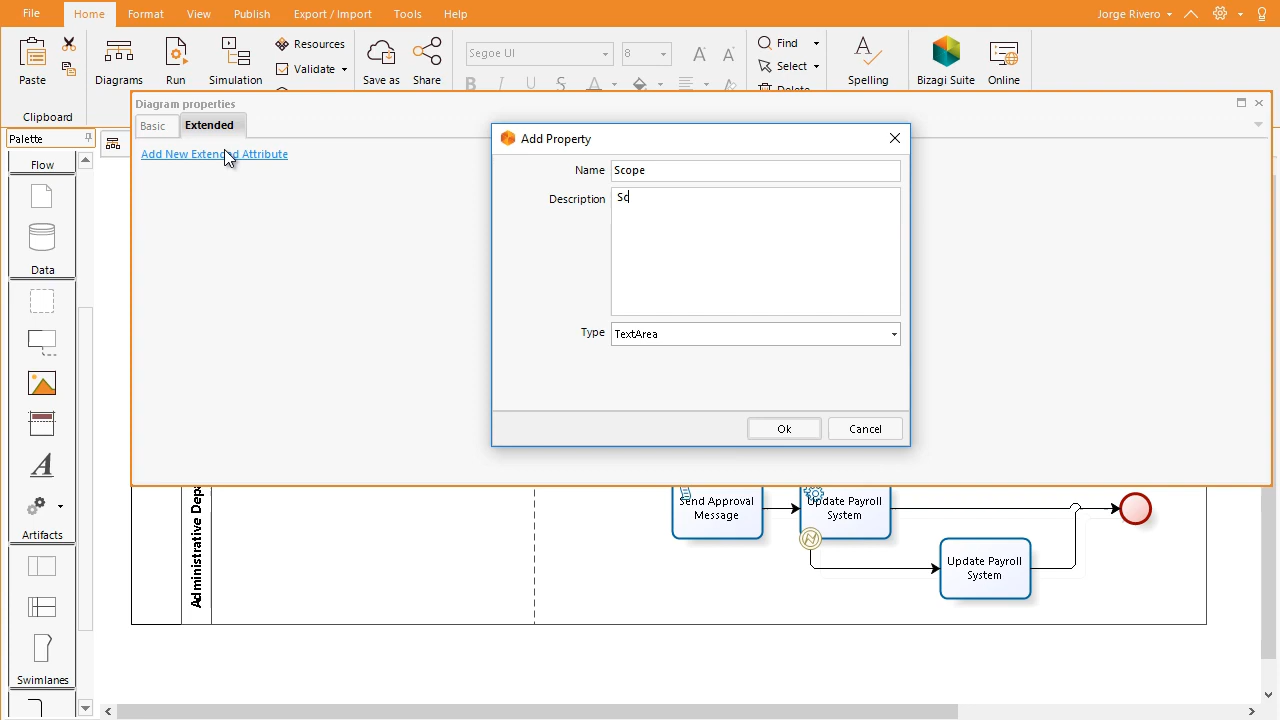 File Home Format View Publish Export / Import Tools Help Jorge Rivero
Paste Diagrams Run Simulation Resources Validate Save as Share Segoe UI 8 Find Select Spelling Bizagi Suite Online
B I U S A A A A
Clipboard
Diagram properties
Basic Extended
Palette
Add New Extended Attribute
Flow
Data
Artifacts
Swimlanes
Add Property
Name Scope
Description Sc
Type TextArea
Ok Cancel
Send Approval
Message
Update Payroll
System
Update Payroll
System